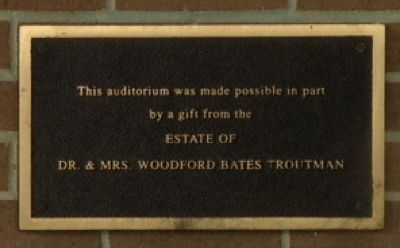 This auditorium was made possible in part
by a gift from the
ESTATE OF
DR. & MRS. WOODFORD BATES TROUTMAN